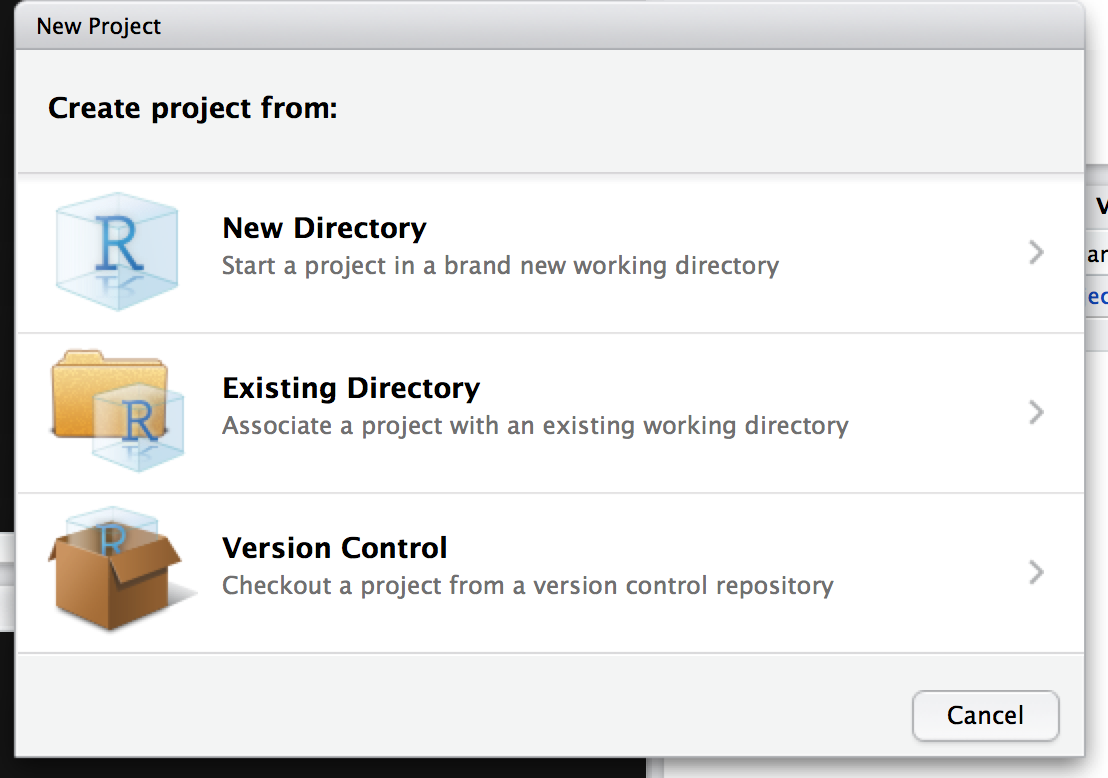 New Project
Create project from:
R
New Directory
Start a project in a brand new working directory
R
Existing Directory
Associate a project with an existing working directory
R
Version Control
Checkout a project from a version control repository
Cancel